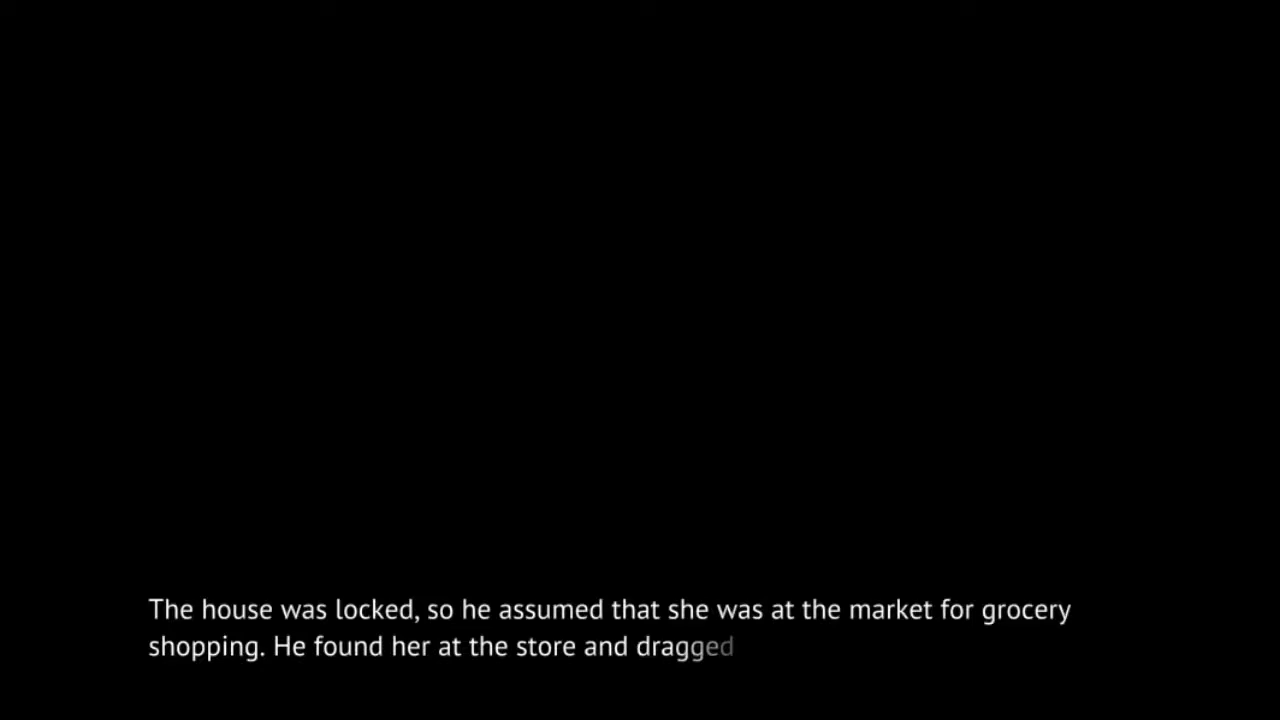 The house was locked, so he assumed that she was at the market for grocery
shopping. He found her at the store and dragged